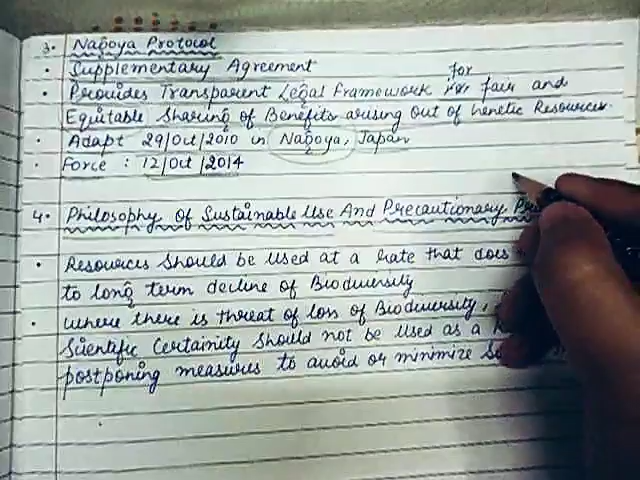 3. Nagoya Protocol
• Supplementary Agreement
• Provides Transparent Legal Framework for fair and
Equitable Sharing of Benefits arising out of Genetic Resources.
• Adapt 29/Oct/2010 in Nagoya, Japan
• Force : 12/Oct/2014
4. Philosophy of Sustainable Use And Precautionary
• Resources should be used at a rate that does
to long term decline of Biodiversity
• where there is threat of loss of Biodiversity,
Scientific Certainity should not be used as a
postponing measures to avoid or minimize